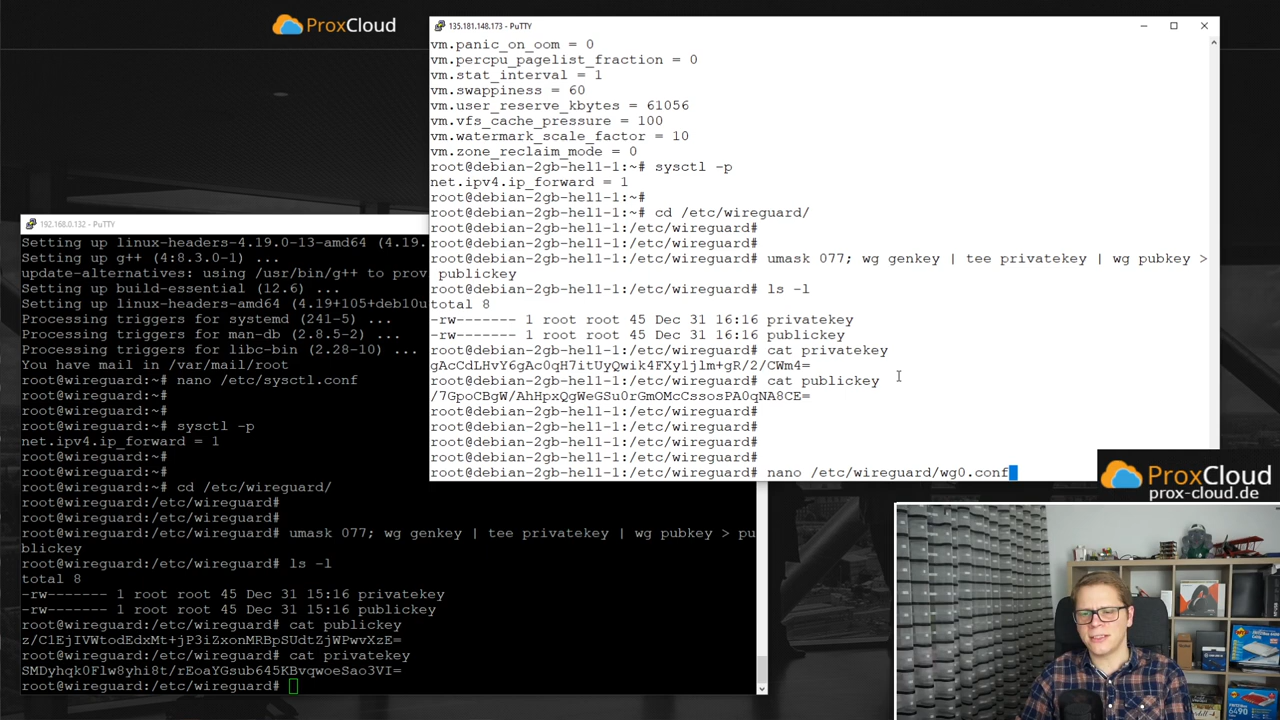 ProxCloud
135.181.148.173 - PuTTY
vm.panic_on_oom = 0
vm.percpu_pagelist_fraction = 0
vm.stat_interval = 1
vm.swappiness = 60
vm.user_reserve_kbytes = 61056
vm.vfs_cache_pressure = 100
vm.watermark_scale_factor = 10
vm.zone_reclaim_mode = 0
root@debian-2gb-hel1-1:~# sysctl -p
net.ipv4.ip_forward = 1
root@debian-2gb-hel1-1:~#
root@debian-2gb-hel1-1:~# cd /etc/wireguard/
root@debian-2gb-hel1-1:/etc/wireguard#
root@debian-2gb-hel1-1:/etc/wireguard#
root@debian-2gb-hel1-1:/etc/wireguard# umask 077; wg genkey | tee privatekey | wg pubkey >
publickey
root@debian-2gb-hel1-1:/etc/wireguard# ls -l
total 8
-rw------- 1 root root 45 Dec 31 16:16 privatekey
-rw------- 1 root root 45 Dec 31 16:16 publickey
root@debian-2gb-hel1-1:/etc/wireguard# cat privatekey
gAcCdLHvY6gAc0qH7itUyQwik4FXy1jlm+gR/2/CWm4=
root@debian-2gb-hel1-1:/etc/wireguard# cat publickey
/7GpoCBgW/AhHpxQgWeGSu0rGmOMcCssosPA0qNA8CE=
root@debian-2gb-hel1-1:/etc/wireguard#
root@debian-2gb-hel1-1:/etc/wireguard#
root@debian-2gb-hel1-1:/etc/wireguard#
root@debian-2gb-hel1-1:/etc/wireguard#
root@debian-2gb-hel1-1:/etc/wireguard# nano /etc/wireguard/wg0.conf
192.168.0.132 - PuTTY
Setting up linux-headers-4.19.0-13-amd64 (4.19.
Setting up g++ (4:8.3.0-1) ...
update-alternatives: using /usr/bin/g++ to prov
Setting up build-essential (12.6) ...
Setting up linux-headers-amd64 (4.19+105+deb10u
Processing triggers for systemd (241-5) ...
Processing triggers for man-db (2.8.5-2) ...
Processing triggers for libc-bin (2.28-10) ...
You have mail in /var/mail/root
root@wireguard:~# nano /etc/sysctl.conf
root@wireguard:~#
root@wireguard:~#
root@wireguard:~# sysctl -p
net.ipv4.ip_forward = 1
root@wireguard:~#
root@wireguard:~#
root@wireguard:~# cd /etc/wireguard/
root@wireguard:/etc/wireguard#
root@wireguard:/etc/wireguard#
root@wireguard:/etc/wireguard# umask 077; wg genkey | tee privatekey | wg pubkey > pu
blickey
root@wireguard:/etc/wireguard# ls -l
total 8
-rw------- 1 root root 45 Dec 31 15:16 privatekey
-rw------- 1 root root 45 Dec 31 15:16 publickey
root@wireguard:/etc/wireguard# cat publickey
z/C1EjIVWtodEdxMt+jP3iZxonMRBpSUdtZjWPwvXzE=
root@wireguard:/etc/wireguard# cat privatekey
SMDyhqk0Flw8yhi8t/rEoaYGsub645KBvqwoeSao3VI=
root@wireguard:/etc/wireguard#
ProxCloud
prox-cloud.de
6490